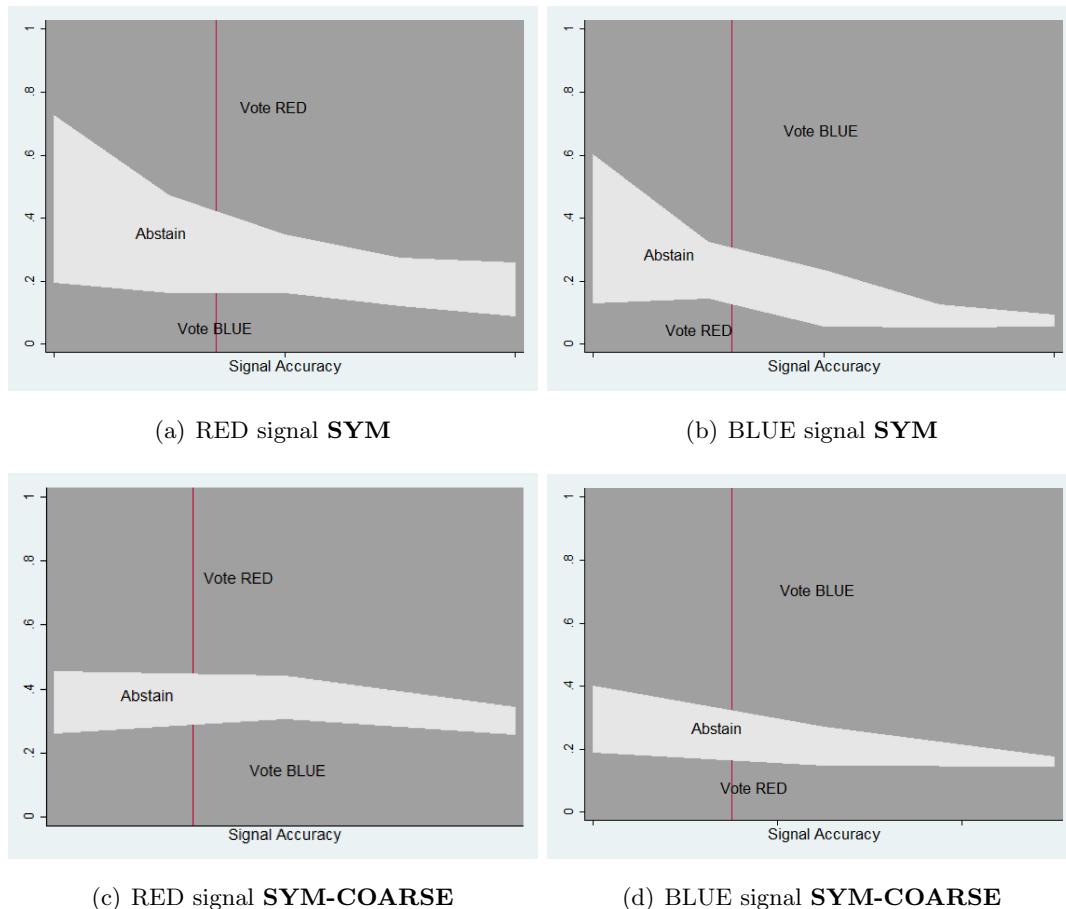 1
.8
.6
.4
.2
0
Vote RED
Abstain
Vote BLUE
Signal Accuracy
(a) RED signal SYM
1
.8
.6
.4
.2
0
Vote BLUE
Abstain
Vote RED
Signal Accuracy
(b) BLUE signal SYM
1
.8
.6
.4
.2
0
Vote RED
Abstain
Vote BLUE
Signal Accuracy
(c) RED signal SYM-COARSE
1
.8
.6
.4
.2
0
Vote BLUE
Abstain
Vote RED
Signal Accuracy
(d) BLUE signal SYM-COARSE